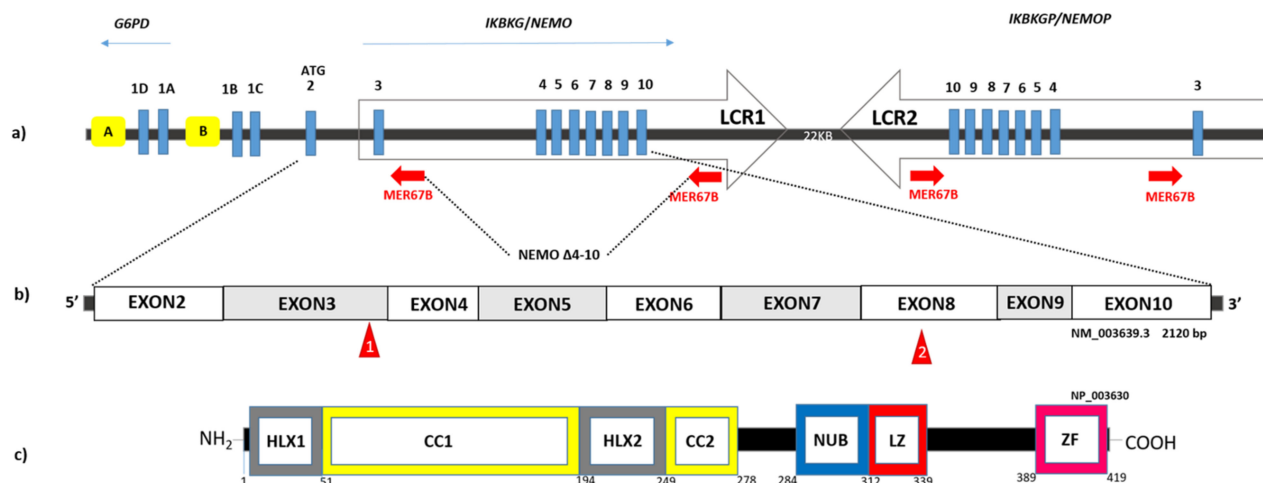 G6PD IKBKG/NEMO IKBKGP/NEMOP
1D 1A 1B 1C ATG 2 3 4 5 6 7 8 9 10 10 9 8 7 6 5 4 3
a) A B LCR1 22KB LCR2
MER67B MER67B MER67B MER67B
NEMO Δ4-10
b) 5’ EXON2 EXON3 EXON4 EXON5 EXON6 EXON7 EXON8 EXON9 EXON10 3’
1 2 NM_003639.3 2120 bp
NP_003630
c) NH2 HLX1 CC1 HLX2 CC2 NUB LZ ZF COOH
1 51 194 249 278 284 312 339 389 419